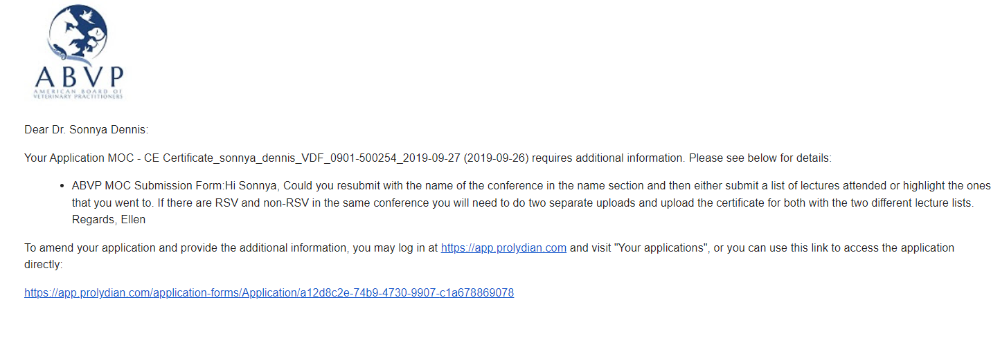 ABVP
AMERICAN BOARD OF
VETERINARY PRACTITIONERS
Dear Dr. Sonnya Dennis:
Your Application MOC - CE Certificate_sonnya_dennis_VDF_0901-500254_2019-09-27 (2019-09-26) requires additional information. Please see below for details:
• ABVP MOC Submission Form:Hi Sonnya, Could you resubmit with the name of the conference in the name section and then either submit a list of lectures attended or highlight the ones
that you went to. If there are RSV and non-RSV in the same conference you will need to do two separate uploads and upload the certificate for both with the two different lecture lists.
Regards, Ellen
To amend your application and provide the additional information, you may log in at https://app.prolydian.com and visit "Your applications", or you can use this link to access the application
directly:
https://app.prolydian.com/application-forms/Application/a12d8c2e-74b9-4730-9907-c1a678869078